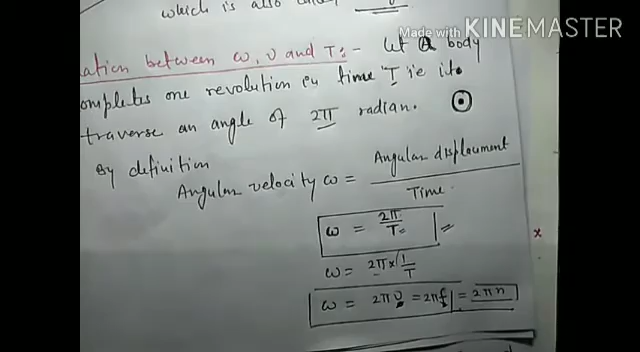 which is also
Made with KINEMASTER
ation between ω, υ and T:- let a body
ompletes one revolution in time 'T' i.e it
traverse an angle of 2π radian.
By definition
Angular velocity ω = Angular displacement
Time.
ω = 2π/T =
ω = 2π × (1/T
ω = 2πυ = 2πf = 2πn
x